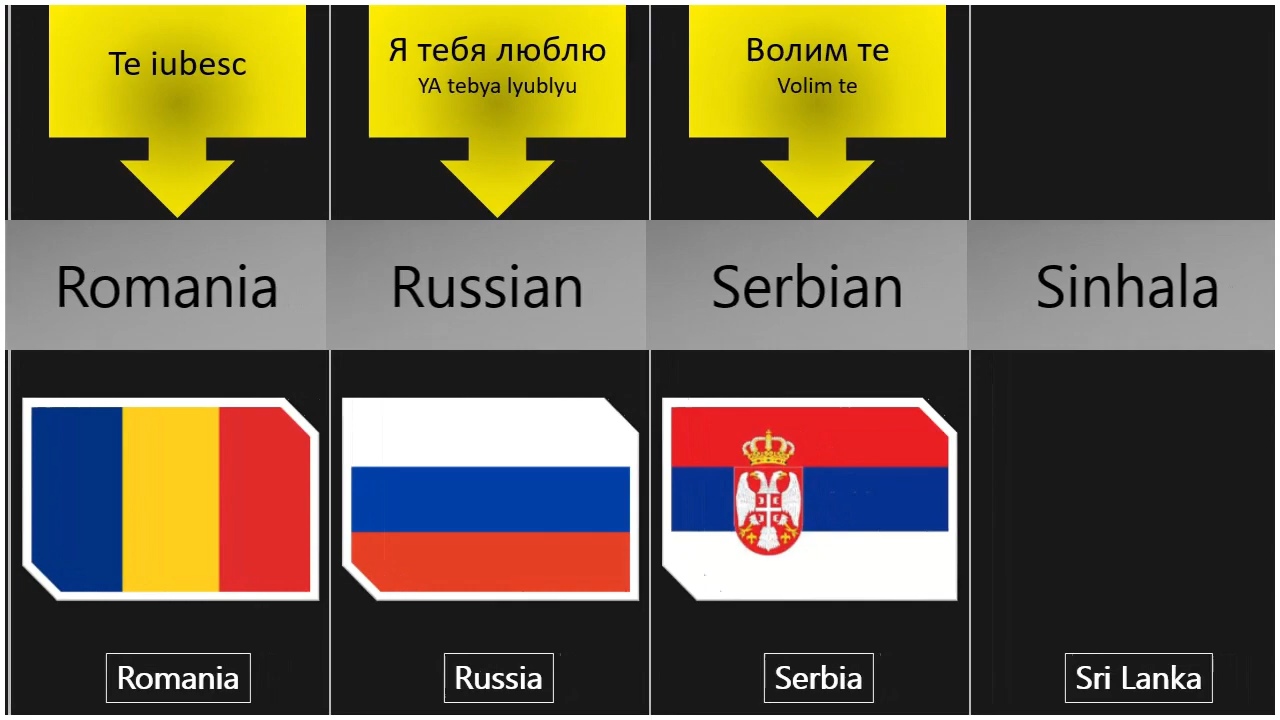 Te iubesc
Я тебя люблю
YA tebya lyublyu
Волим те
Volim te
Romania
Russian
Serbian
Sinhala
Romania
Russia
Serbia
Sri Lanka